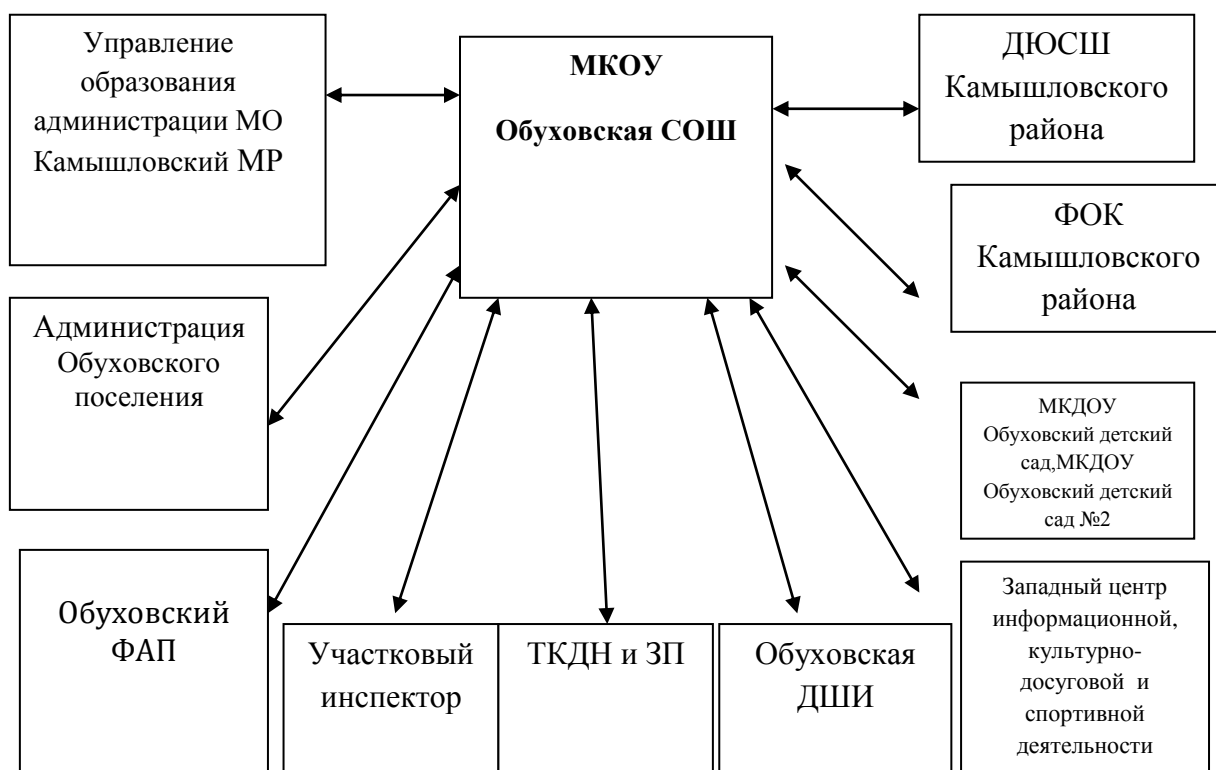 Управление
образования
администрации МО
Камышловский МР
МКОУ
Обуховская СОШ
ДЮСШ
Камышловского
района
ФОК
Камышловского
района
Администрация
Обуховского
поселения
МКДОУ
Обуховский детский
сад,МКДОУ
Обуховский детский
сад №2
Обуховский
ФАП
Участковый
инспектор
ТКДН и ЗП
Обуховская
ДШИ
Западный центр
информационной,
культурно-
досуговой и
спортивной
деятельности